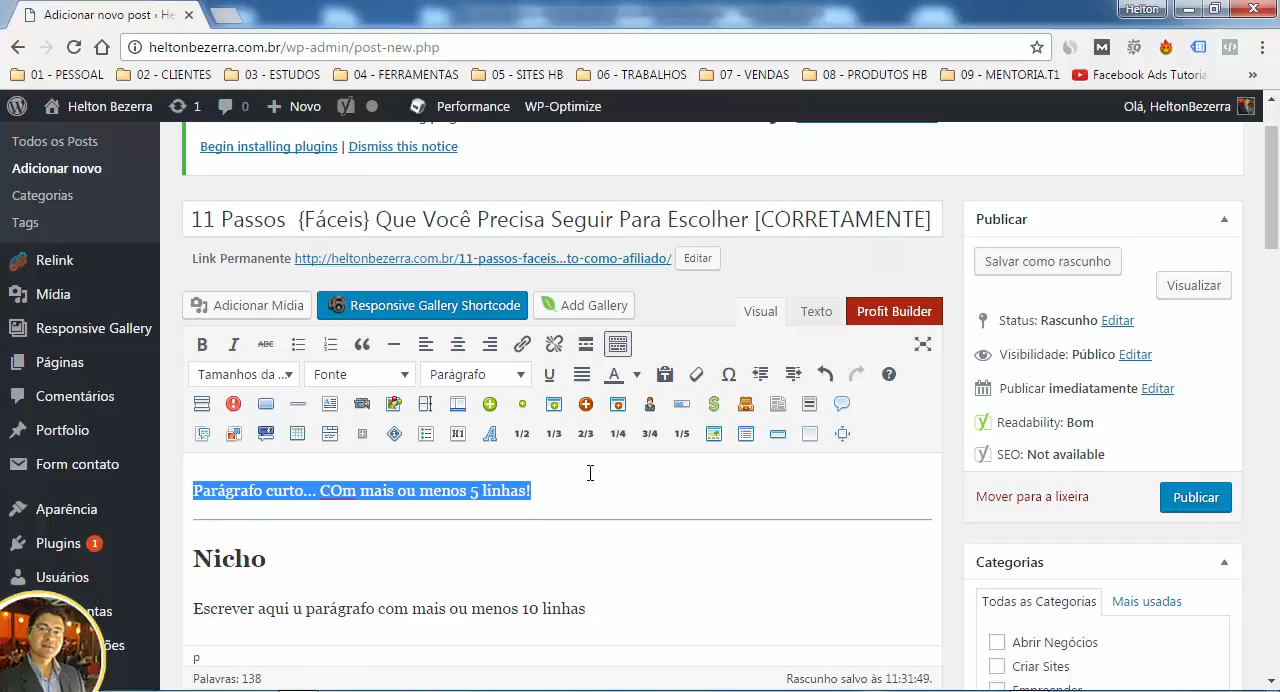 Adicionar novo post ‹ He
Helton
heltonbezerra.com.br/wp-admin/post-new.php
01 - PESSOAL 02 - CLIENTES 03 - ESTUDOS 04 - FERRAMENTAS 05 - SITES HB 06 - TRABALHOS 07 - VENDAS 08 - PRODUTOS HB 09 - MENTORIA.T1 Facebook Ads Tutoria »
Helton Bezerra 1 0 Novo Performance WP-Optimize Olá, HeltonBezerra
Todos os Posts
Adicionar novo
Categorias
Tags
Relink
Mídia
Responsive Gallery
Páginas
Comentários
Portfolio
Form contato
Aparência
Plugins 1
Usuários
Begin installing plugins | Dismiss this notice
11 Passos {Fáceis} Que Você Precisa Seguir Para Escolher [CORRETAMENTE]
Link Permanente http://heltonbezerra.com.br/11-passos-faceis...to-como-afiliado/ Editar
Adicionar Mídia Responsive Gallery Shortcode Add Gallery Visual Texto Profit Builder
B I ABC
Tamanhos da ... Fonte Parágrafo U A Ω
H1 A 1/2 1/3 2/3 1/4 3/4 1/5
Parágrafo curto... COm mais ou menos 5 linhas!
Nicho
Escrever aqui u parágrafo com mais ou menos 10 linhas
p
Palavras: 138 Rascunho salvo às 11:31:49.
Publicar
Salvar como rascunho
Visualizar
Status: Rascunho Editar
Visibilidade: Público Editar
Publicar imediatamente Editar
Readability: Bom
SEO: Not available
Mover para a lixeira Publicar
Categorias
Todas as Categorias Mais usadas
Abrir Negócios
Criar Sites